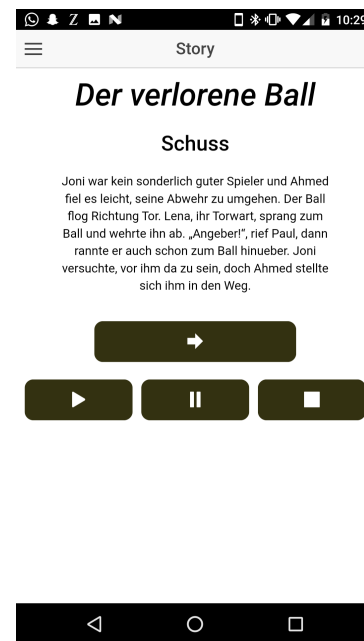 10:29
Story
Der verlorene Ball
Schuss
Joni war kein sonderlich guter Spieler und Ahmed
fiel es leicht, seine Abwehr zu umgehen. Der Ball
flog Richtung Tor. Lena, ihr Torwart, sprang zum
Ball und wehrte ihn ab. „Angeber!“, rief Paul, dann
rannte er auch schon zum Ball hinueber. Joni
versuchte, vor ihm da zu sein, doch Ahmed stellte
sich ihm in den Weg.